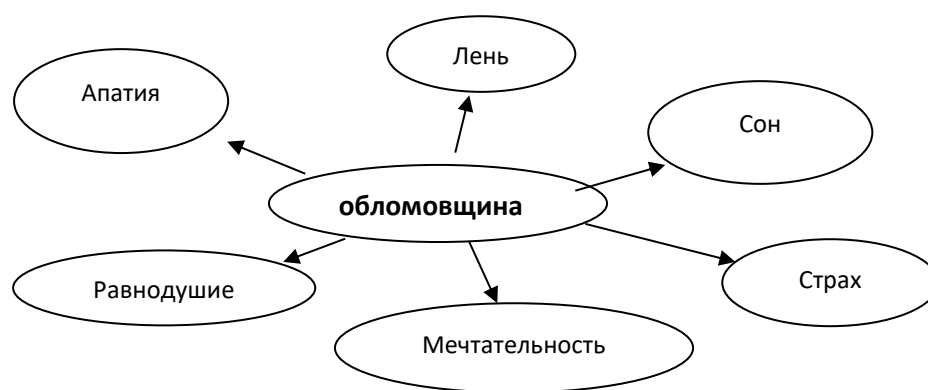 Лень
Апатия
Сон
обломовщина
Равнодушие
Страх
Мечтательность